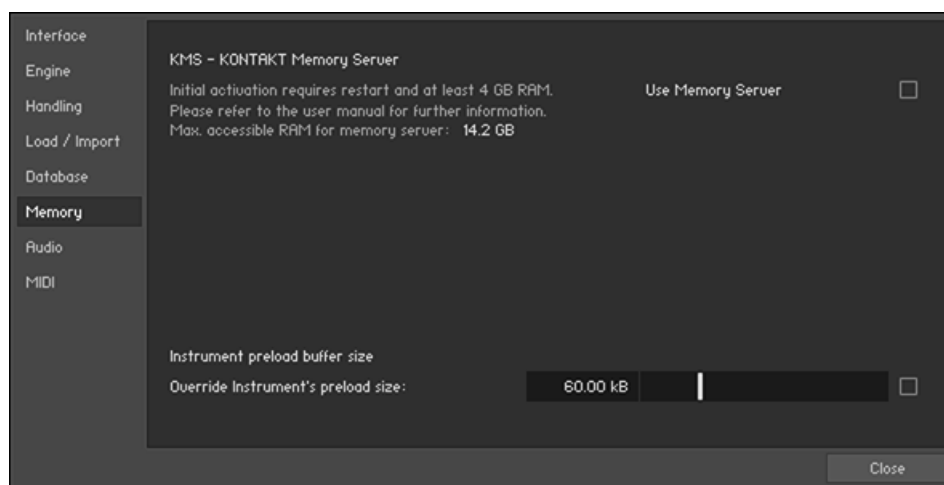 Interface
Engine
Handling
Load / Import
Database
Memory
Audio
MIDI
KMS - KONTAKT Memory Server
Initial activation requires restart and at least 4 GB RAM.
Please refer to the user manual for further information.
Max. accessible RAM for memory server: 14.2 GB
Use Memory Server
Instrument preload buffer size
Override Instrument's preload size: 60.00 kB
Close